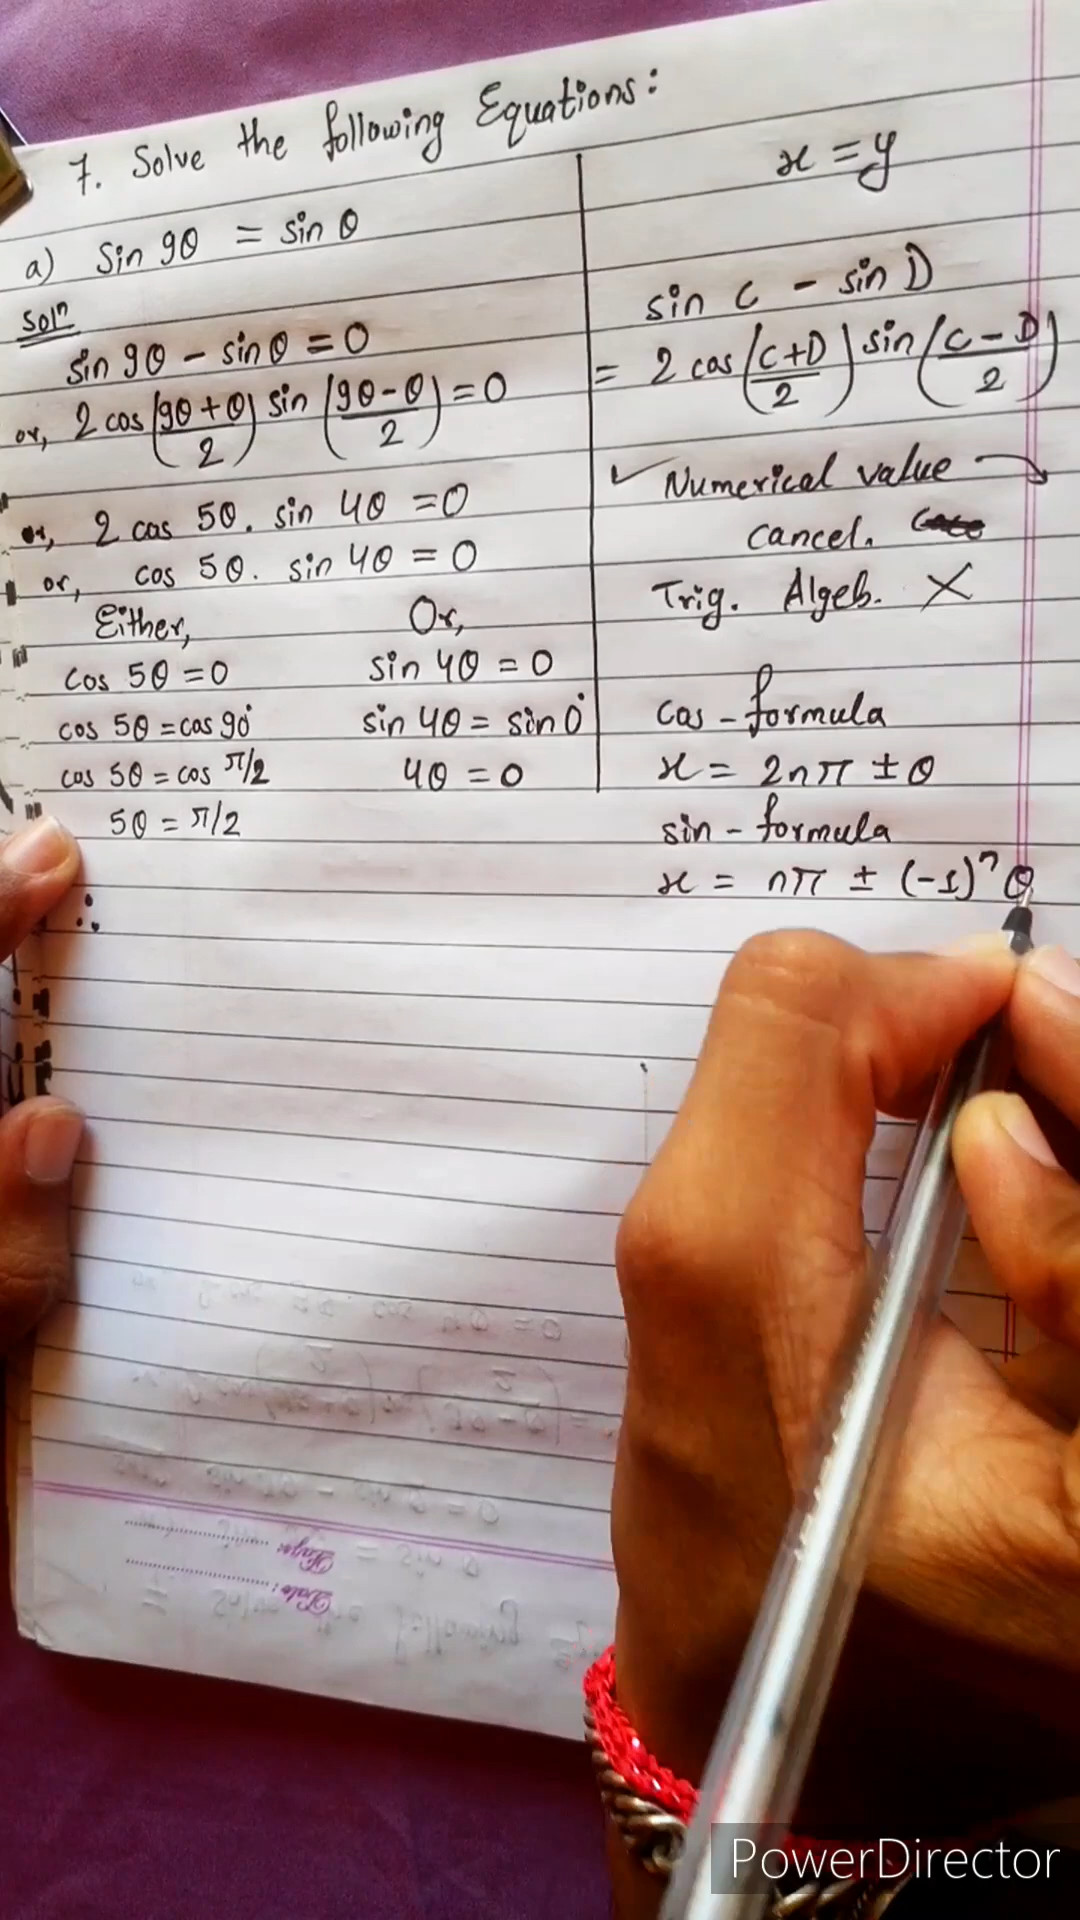 7. Solve the following Equations:
a) Sin 9θ = sin θ
Solⁿ
sin 9θ - sin θ = 0
or, 2 cos (9θ+θ/2) sin (9θ-θ/2) = 0
or, 2 cos 5θ. sin 4θ = 0
or, cos 5θ. sin 4θ = 0
Either, Or,
cos 5θ = 0 sin 4θ = 0
cos 5θ = cos 90° sin 4θ = sin 0°
cos 5θ = cos π/2 4θ = 0
5θ = π/2
∴
x = y
sin C - sin D
= 2 cos (C+D/2) sin (C-D/2)
✓ Numerical value →
cancel.
Trig. Algeb. X
cos - formula
x = 2nπ ± θ
sin - formula
x = nπ ± (-1)ⁿ θ
Page:
Date:
PowerDirector